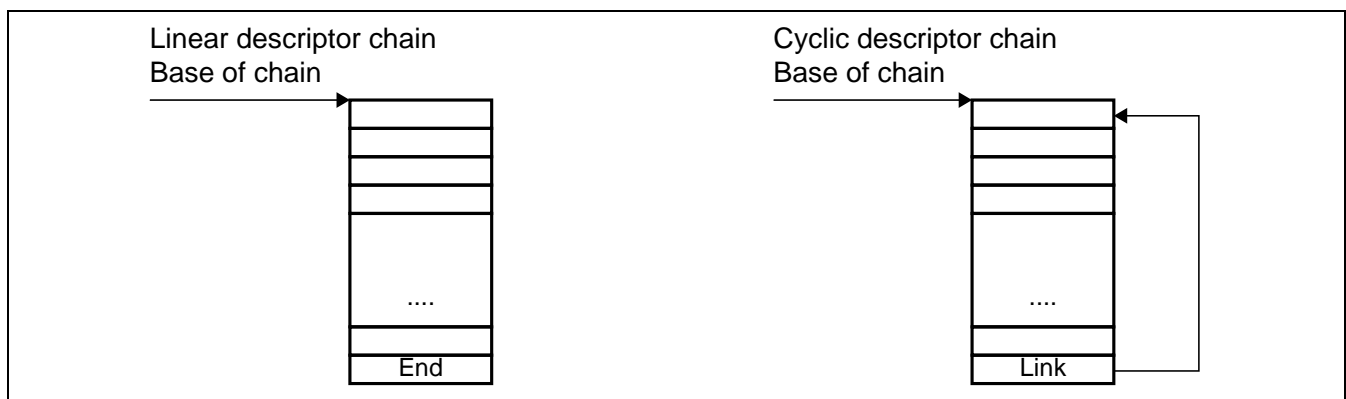 Linear descriptor chain
Base of chain
....
End
Cyclic descriptor chain
Base of chain
....
Link